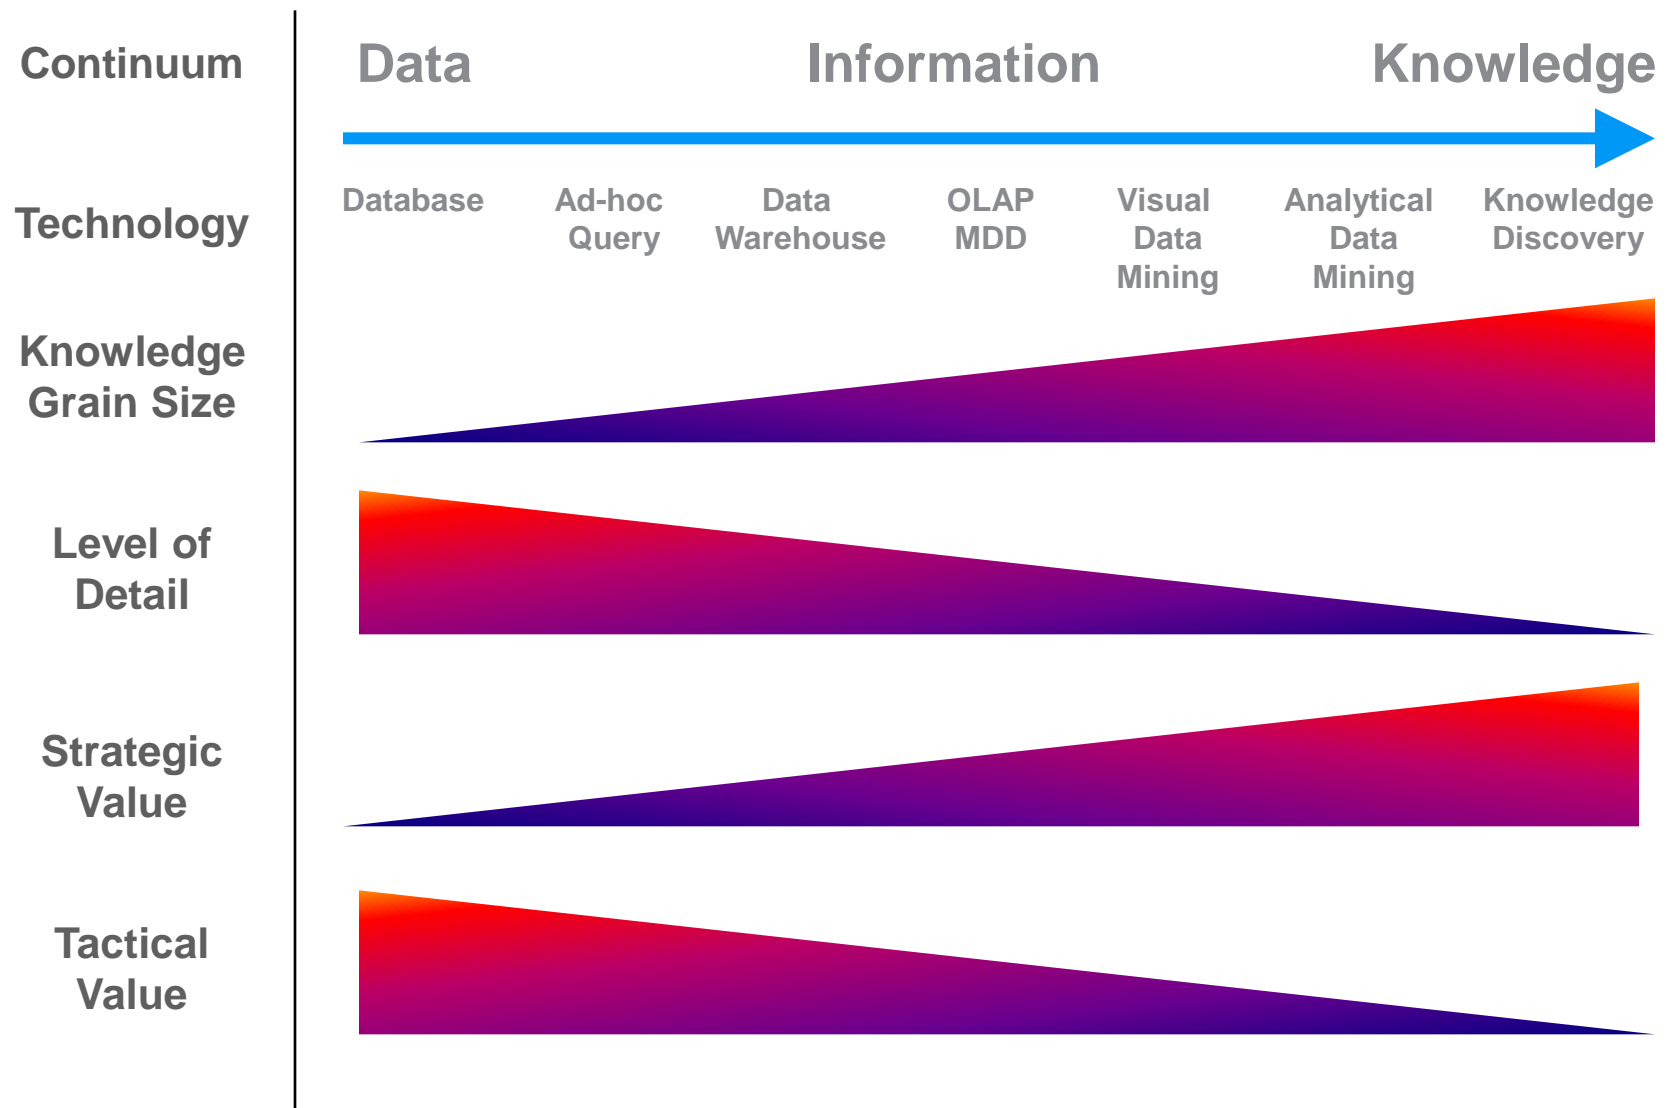 Continuum
Data
Information
Knowledge
Technology
Database
Ad-hoc
Query
Data
Warehouse
OLAP
MDD
Visual
Data
Mining
Analytical
Data
Mining
Knowledge
Discovery
Knowledge
Grain Size
Level of
Detail
Strategic
Value
Tactical
Value